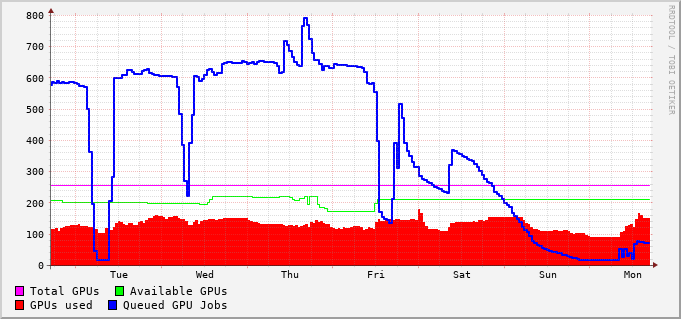 RRDTOOL / TOBI OETIKER
800
700
600
500
400
300
200
100
0
Tue Wed Thu Fri Sat Sun Mon
Total GPUs Available GPUs
GPUs used Queued GPU Jobs